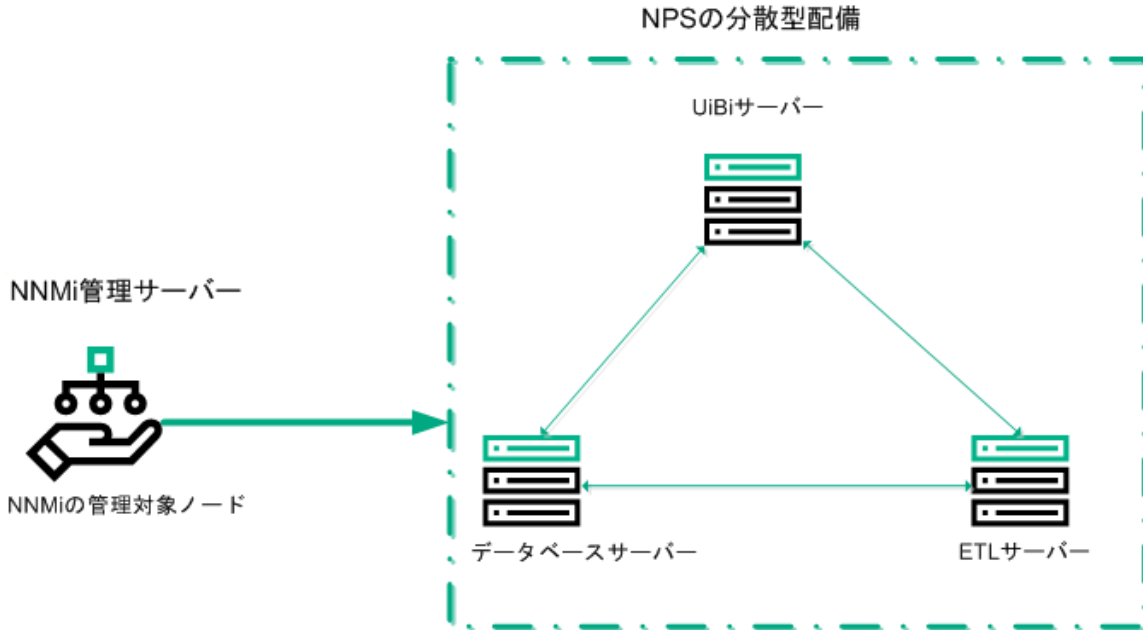 NPSの分散型配備
UiBiサーバー
NNMi管理サーバー
NNMiの管理対象ノード
データベースサーバー
ETLサーバー